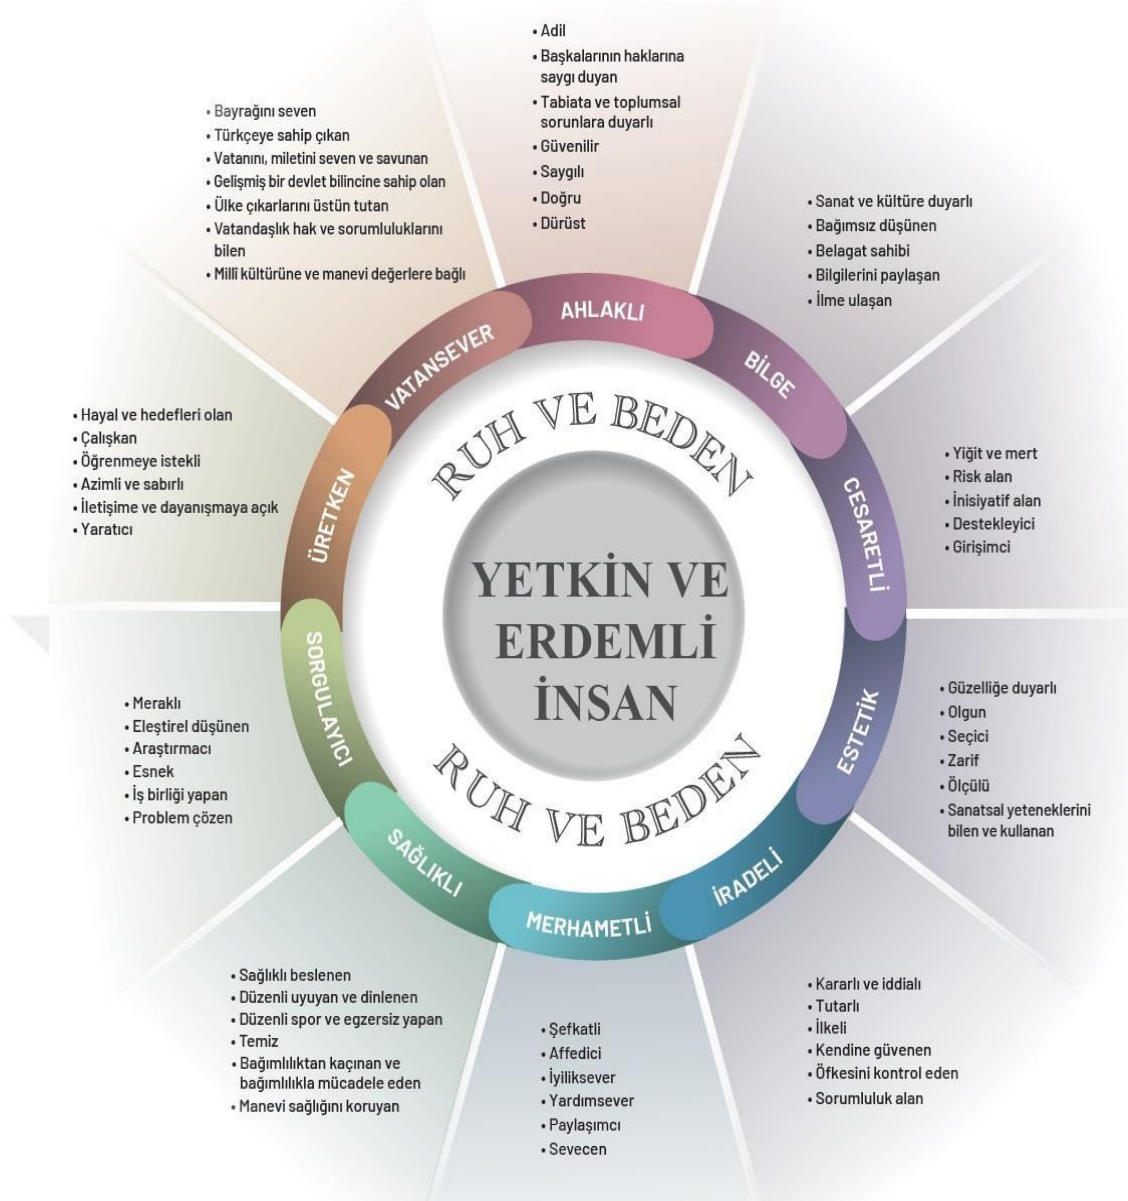 • Adil
• Başkalarının haklarına
saygı duyan
• Tabiata ve toplumsal
sorunlara duyarlı
• Güvenilir
• Saygılı
• Doğru
• Dürüst
• Bayrağını seven
• Türkçeye sahip çıkan
• Vatanını, miletini seven ve savunan
• Gelişmiş bir devlet bilincine sahip olan
• Ülke çıkarlarını üstün tutan
• Vatandaşlık hak ve sorumluluklarını
bilen
• Millî kültürüne ve manevi değerlere bağlı
• Sanat ve kültüre duyarlı
• Bağımsız düşünen
• Belagat sahibi
• Bilgilerini paylaşan
• İlme ulaşan
AHLAKLI
VATANSEVER
BİLGE
RUH VE BEDEN
• Hayal ve hedefleri olan
• Çalışkan
• Öğrenmeye istekli
• Azimli ve sabırlı
• İletişime ve dayanışmaya açık
• Yaratıcı
ÜRETKEN
CESARETLİ
• Yiğit ve mert
• Risk alan
• İnisiyatif alan
• Destekleyici
• Girişimci
YETKİN VE
ERDEMLİ
İNSAN
• Meraklı
• Eleştirel düşünen
• Araştırmacı
• Esnek
• İş birliği yapan
• Problem çözen
SORGULAYICI
ESTETİK
• Güzelliğe duyarlı
• Olgun
• Seçici
• Zarif
• Ölçülü
• Sanatsal yeteneklerini
bilen ve kullanan
RUH VE BEDEN
SAĞLIKLI
MERHAMETLİ
İRADELİ
• Sağlıklı beslenen
• Düzenli uyuyan ve dinlenen
• Düzenli spor ve egzersiz yapan
• Temiz
• Bağımlılıktan kaçınan ve
bağımlılıkla mücadele eden
• Manevi sağlığını koruyan
• Şefkatli
• Affedici
• İyiliksever
• Yardımsever
• Paylaşımcı
• Sevecen
• Kararlı ve iddialı
• Tutarlı
• İlkeli
• Kendine güvenen
• Öfkesini kontrol eden
• Sorumluluk alan